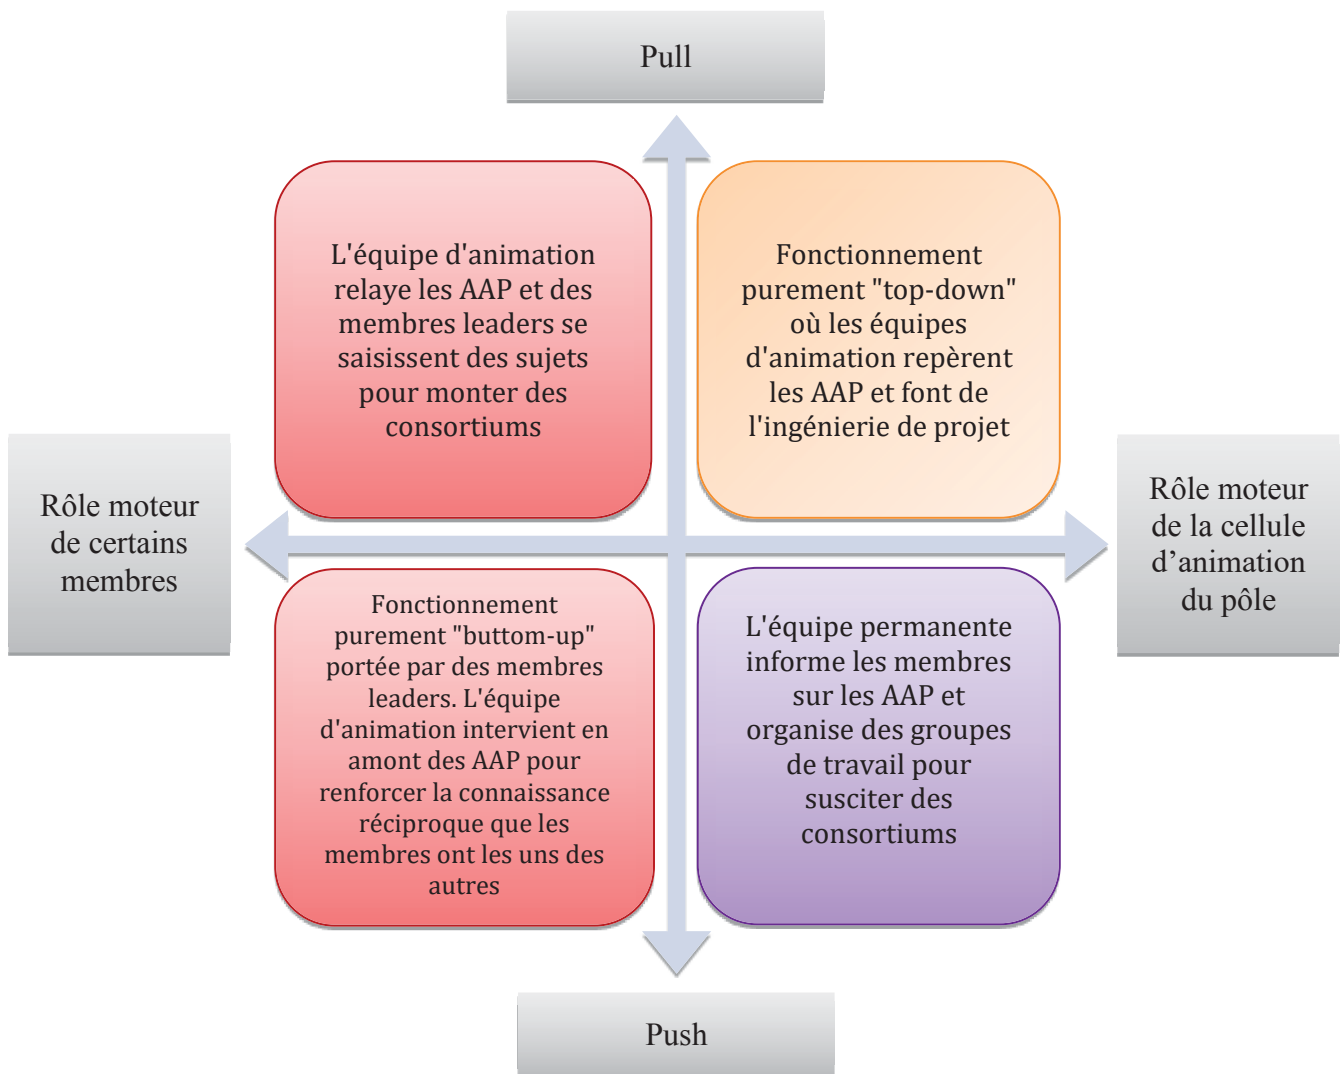 Pull
L'équipe d'animation
relaye les AAP et des
membres leaders se
saisissent des sujets
pour monter des
consortiums
Fonctionnement
purement "top-down"
où les équipes
d'animation repèrent
les AAP et font de
l'ingénierie de projet
Rôle moteur
de certains
membres
Rôle moteur
de la cellule
d’animation
du pôle
Fonctionnement
purement "buttom-up"
portée par des membres
leaders. L'équipe
d'animation intervient en
amont des AAP pour
renforcer la connaissance
réciproque que les
membres ont les uns des
autres
L'équipe permanente
informe les membres
sur les AAP et
organise des groupes
de travail pour
susciter des
consortiums
Push